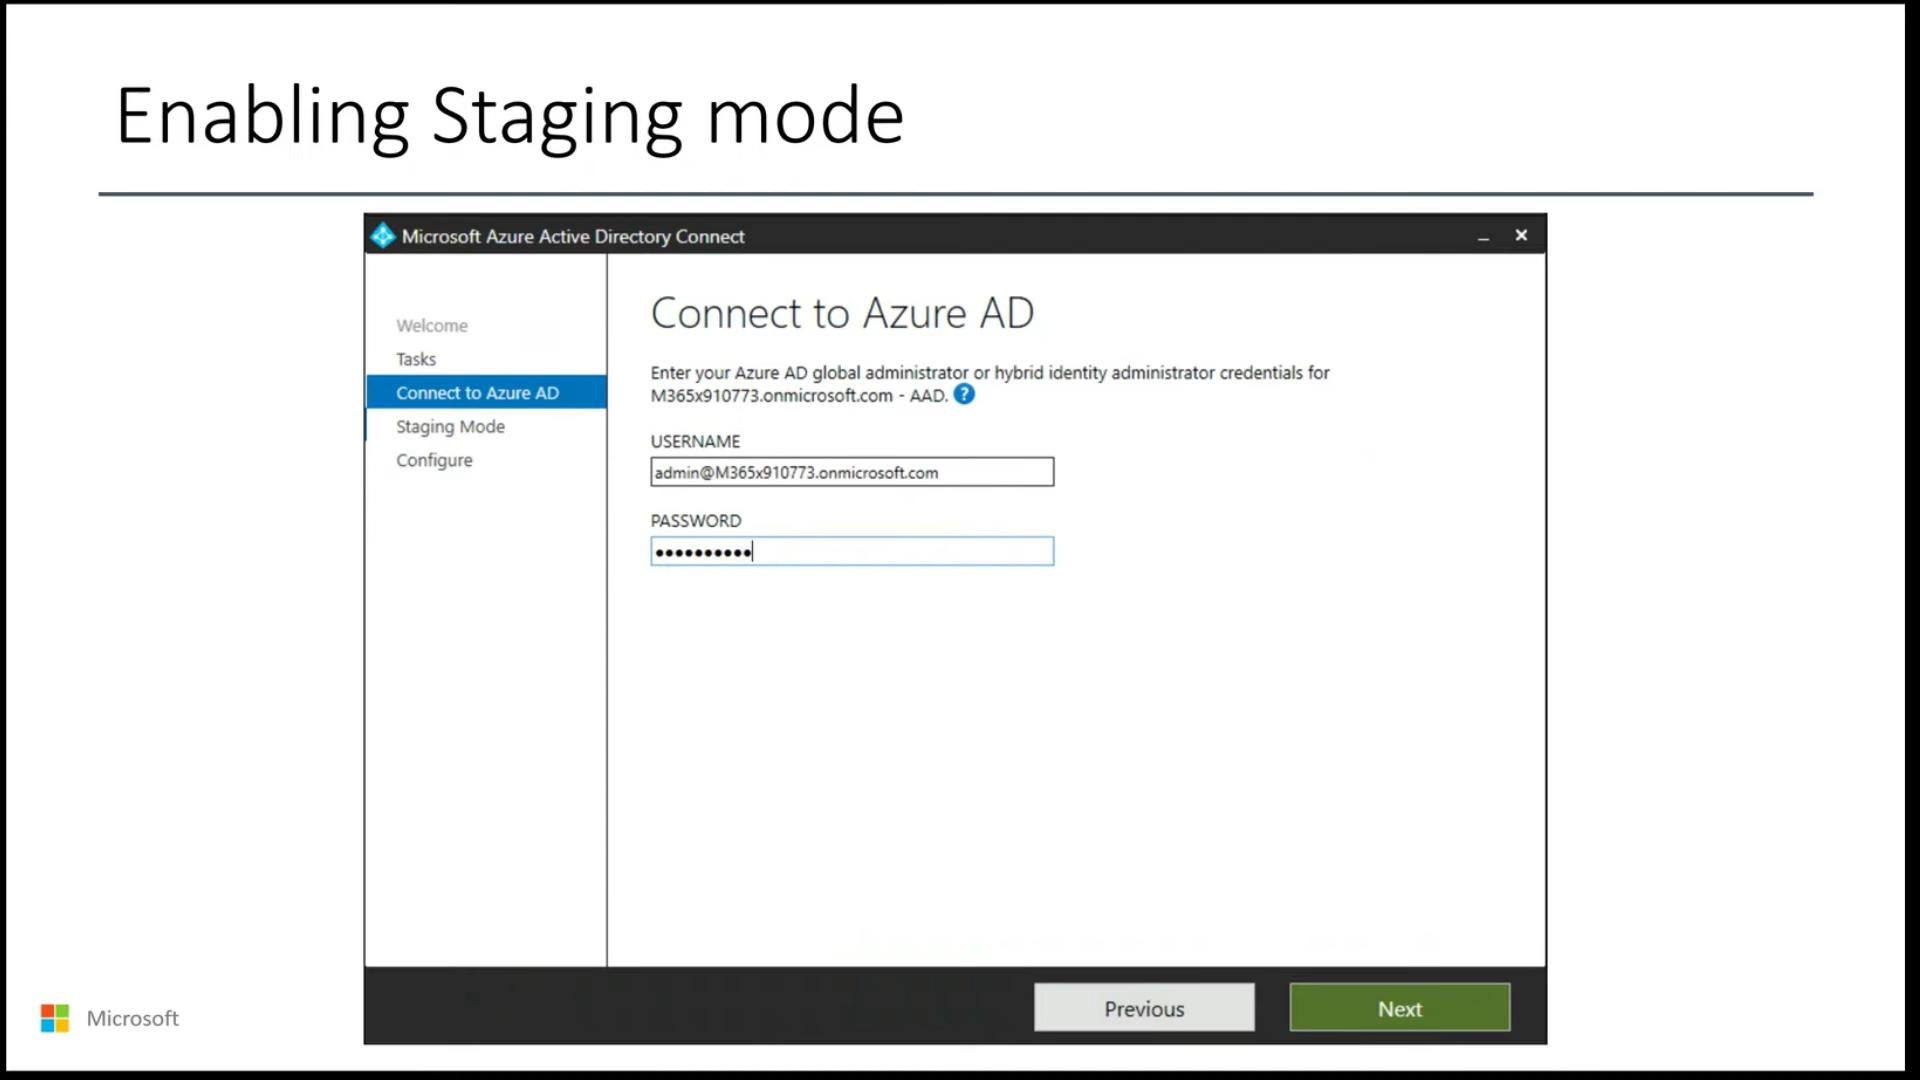 Enabling Staging mode
Microsoft Azure Active Directory Connect
Welcome
Tasks
Connect to Azure AD
Staging Mode
Configure
Connect to Azure AD
Enter your Azure AD global administrator or hybrid identity administrator credentials for
M365x910773.onmicrosoft.com - AAD. ?
USERNAME
admin@M365x910773.onmicrosoft.com
PASSWORD
••••••••••
Previous
Next
Microsoft